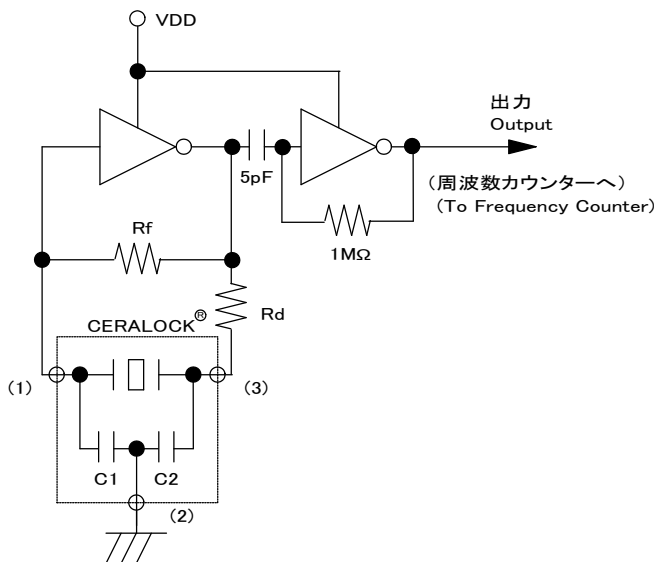 VDD
出力
Output
5pF
(周波数カウンターへ)
(To Frequency Counter)
Rf
1MΩ
Rd
CERALOCK®
(1)
(3)
C1
C2
(2)